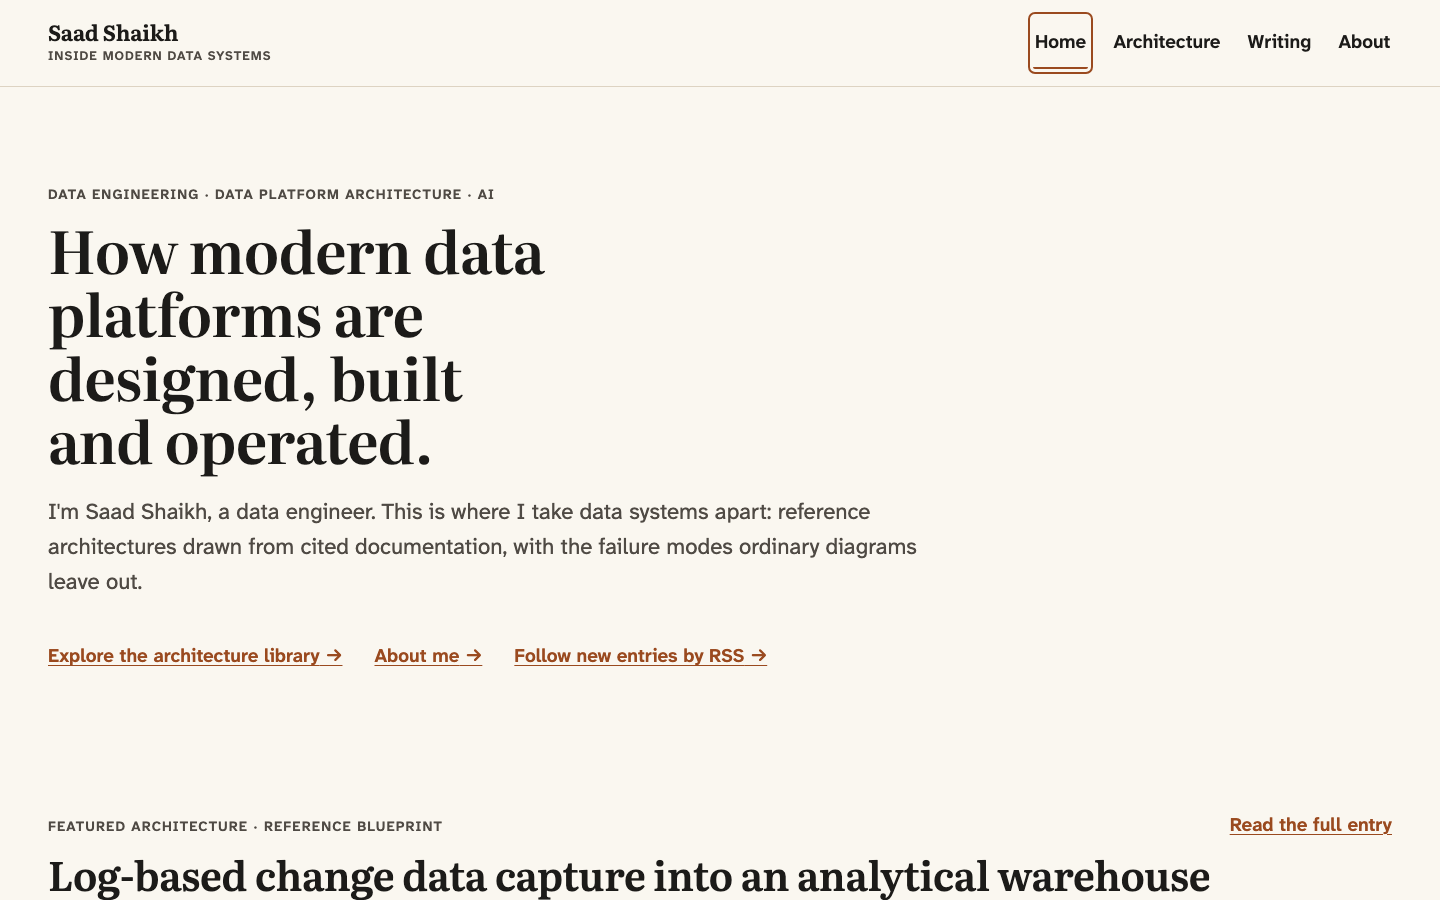 Saad Shaikh
INSIDE MODERN DATA SYSTEMS
Home
Architecture
Writing
About
DATA ENGINEERING · DATA PLATFORM ARCHITECTURE · AI
How modern data
platforms are
designed, built
and operated.
I'm Saad Shaikh, a data engineer. This is where I take data systems apart: reference
architectures drawn from cited documentation, with the failure modes ordinary diagrams
leave out.
Explore the architecture library →
About me →
Follow new entries by RSS →
FEATURED ARCHITECTURE · REFERENCE BLUEPRINT
Read the full entry
Log-based change data capture into an analytical warehouse